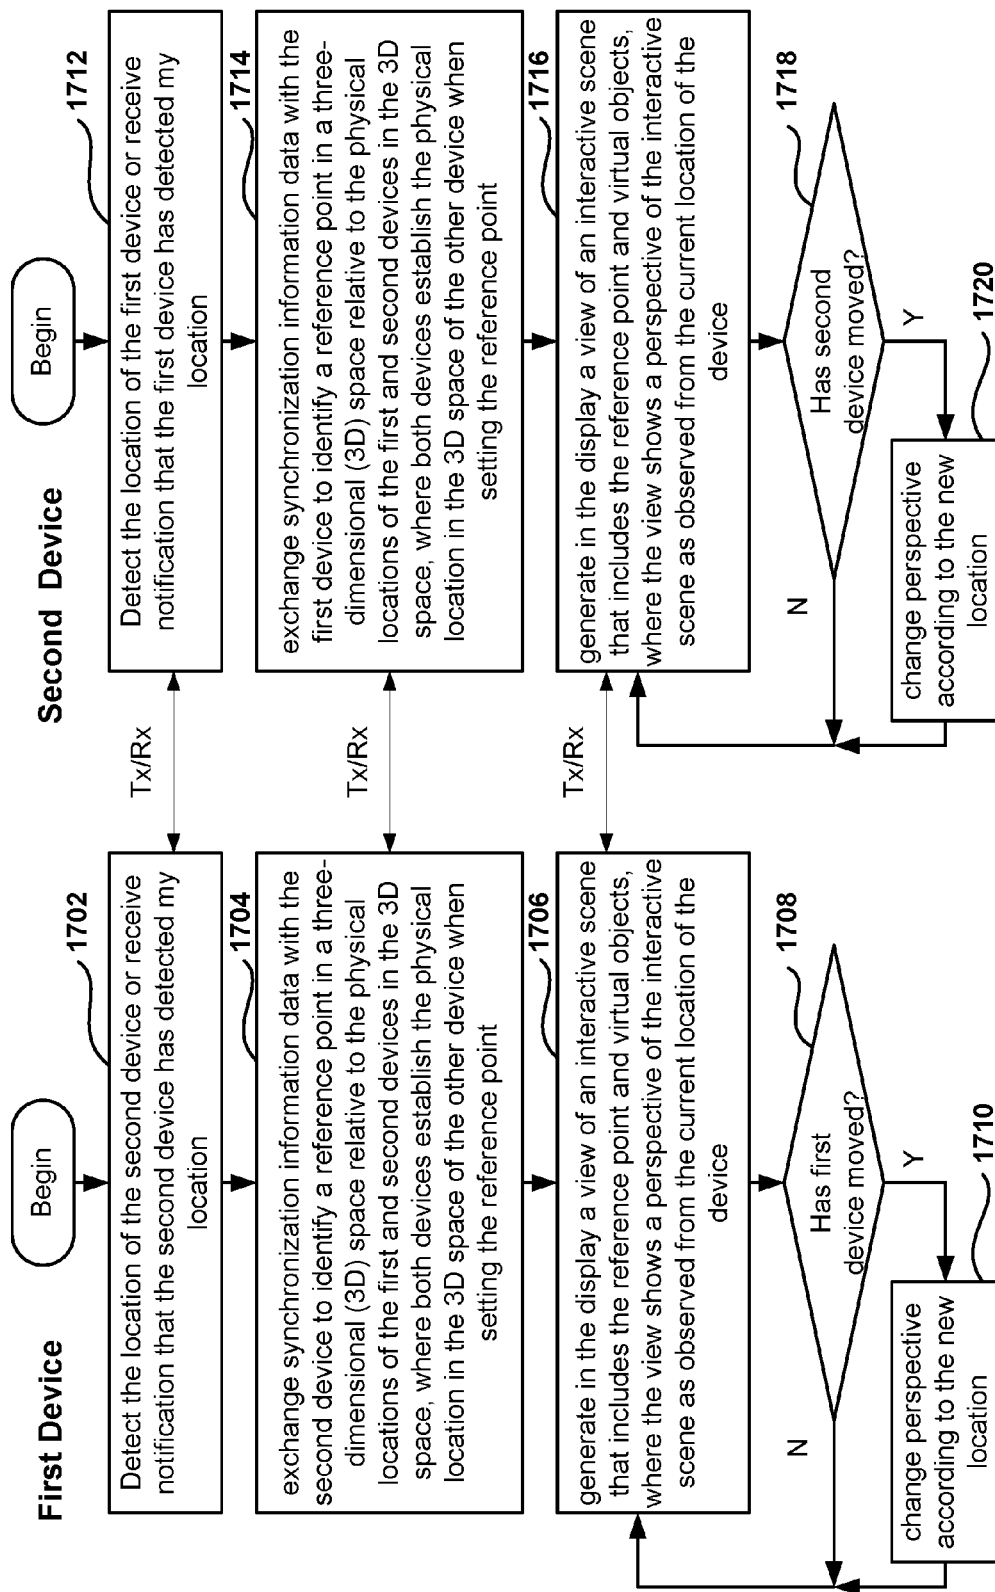 First Device
Begin
1702
Detect the location of the second device or receive
notification that the second device has detected my
location
1704
exchange synchronization information data with the
second device to identify a reference point in a three-
dimensional (3D) space relative to the physical
locations of the first and second devices in the 3D
space, where both devices establish the physical
location in the 3D space of the other device when
setting the reference point
1706
generate in the display a view of an interactive scene
that includes the reference point and virtual objects,
where the view shows a perspective of the interactive
scene as observed from the current location of the
device
1708
Has first
device moved?
N
Y
1710
change perspective
according to the new
location
Tx/Rx
Tx/Rx
Tx/Rx
Second Device
Begin
1712
Detect the location of the first device or receive
notification that the first device has detected my
location
1714
exchange synchronization information data with the
first device to identify a reference point in a three-
dimensional (3D) space relative to the physical
locations of the first and second devices in the 3D
space, where both devices establish the physical
location in the 3D space of the other device when
setting the reference point
1716
generate in the display a view of an interactive scene
that includes the reference point and virtual objects,
where the view shows a perspective of the interactive
scene as observed from the current location of the
device
1718
Has second
device moved?
N
Y
1720
change perspective
according to the new
location